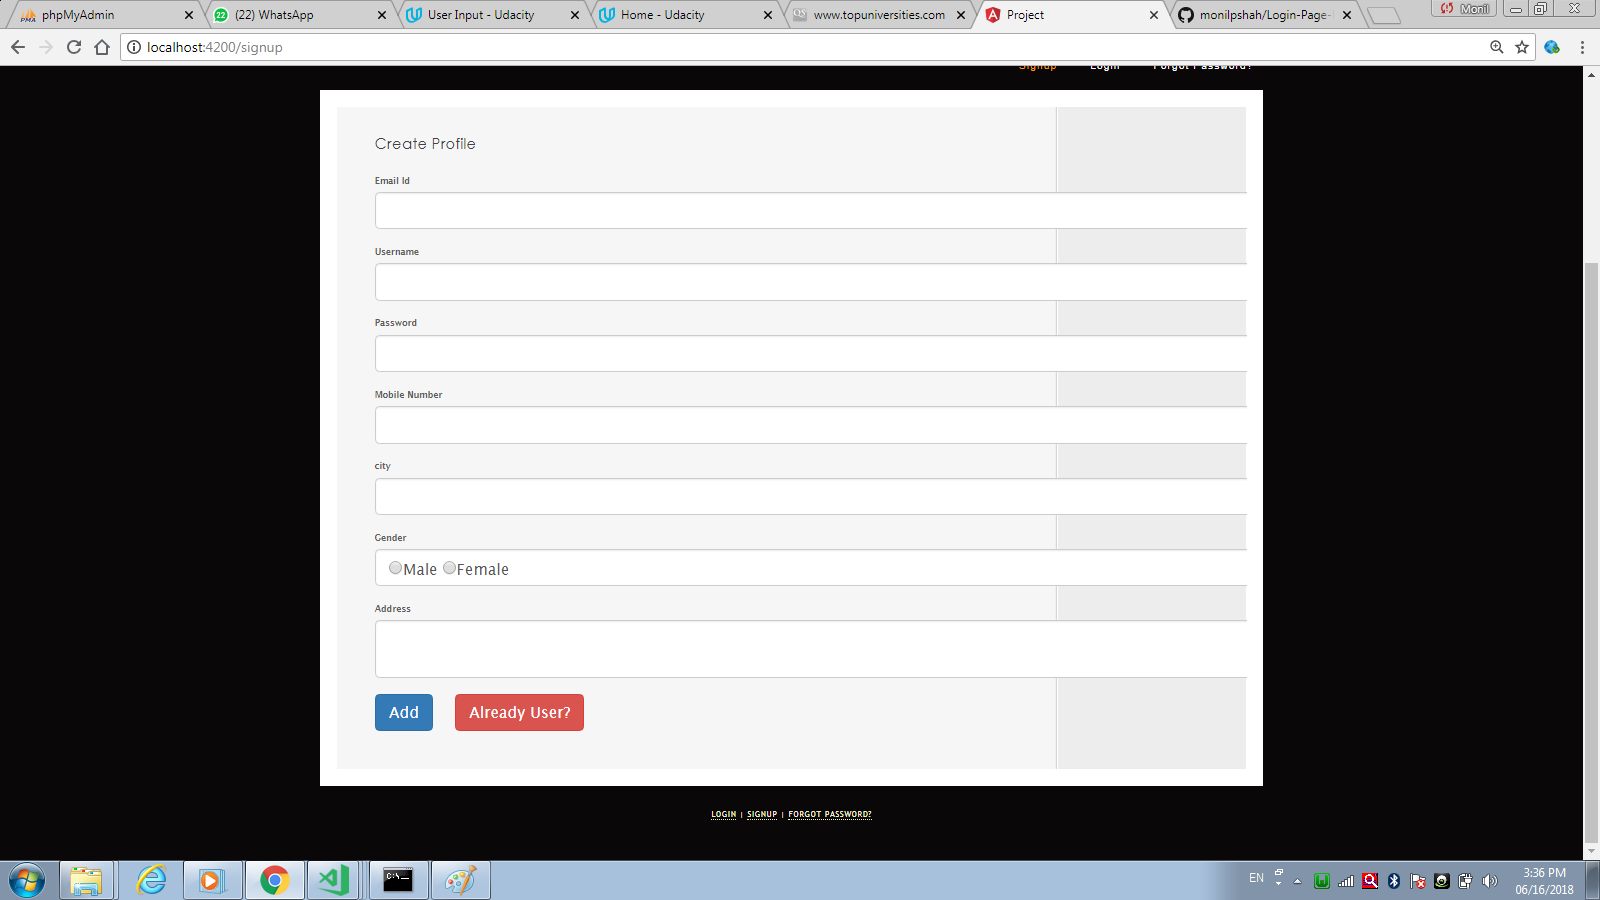 phpMyAdmin
(22) WhatsApp
User Input - Udacity
Home - Udacity
www.topuniversities.com
Project
monilpshah/Login-Page-
Monil
localhost:4200/signup
Signup Login Forgot Password?
Create Profile
Email Id
Username
Password
Mobile Number
city
Gender
Male Female
Address
Add Already User?
LOGIN | SIGNUP | FORGOT PASSWORD?
EN
3:36 PM
06/16/2018